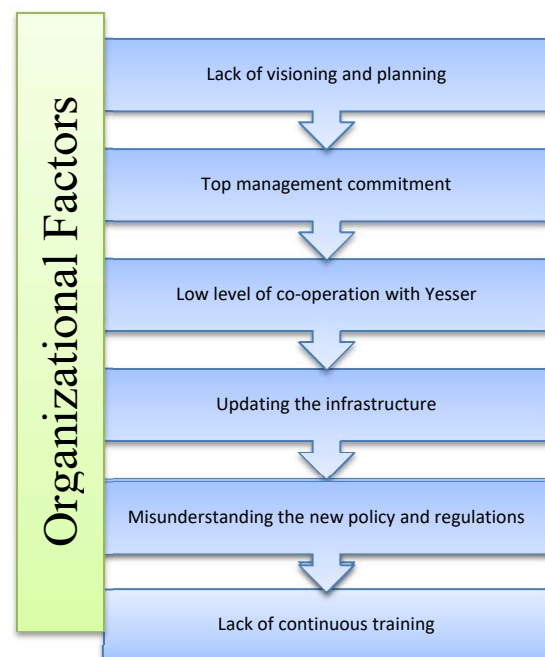 Organizational Factors
Lack of visioning and planning
Top management commitment
Low level of co-operation with Yesser
Updating the infrastructure
Misunderstanding the new policy and regulations
Lack of continuous training